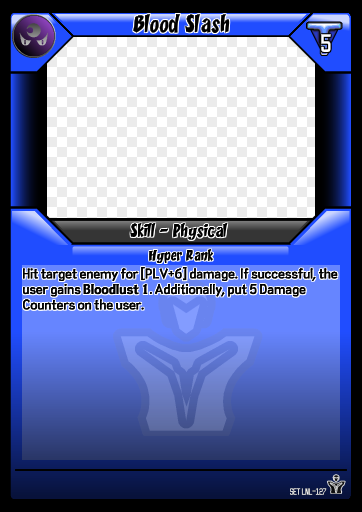 Blood Slash
5
Skill - Physical
Hyper Rank
Hit target enemy for [PLV+6] damage. If successful, the
user gains Bloodlust 1. Additionally, put 5 Damage
Counters on the user.
SET LNL-127